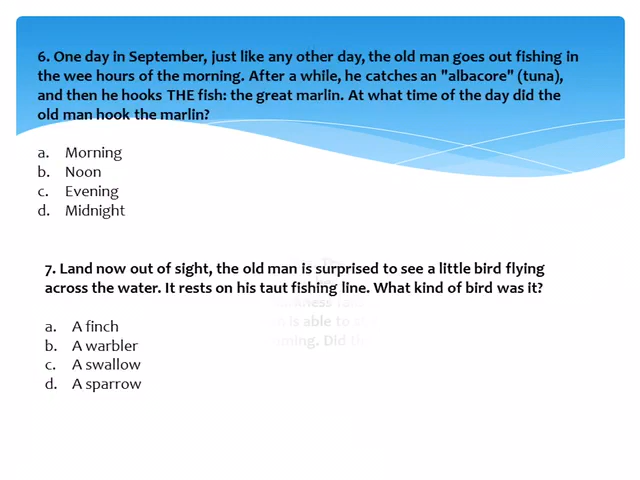 6. One day in September, just like any other day, the old man goes out fishing in
the wee hours of the morning. After a while, he catches an "albacore" (tuna),
and then he hooks THE fish: the great marlin. At what time of the day did the
old man hook the marlin?
a. Morning
b. Noon
c. Evening
d. Midnight
7. Land now out of sight, the old man is surprised to see a little bird flying
across the water. It rests on his taut fishing line. What kind of bird was it?
is able to
Did
a. A finch
b. A warbler
c. A swallow
d. A sparrow